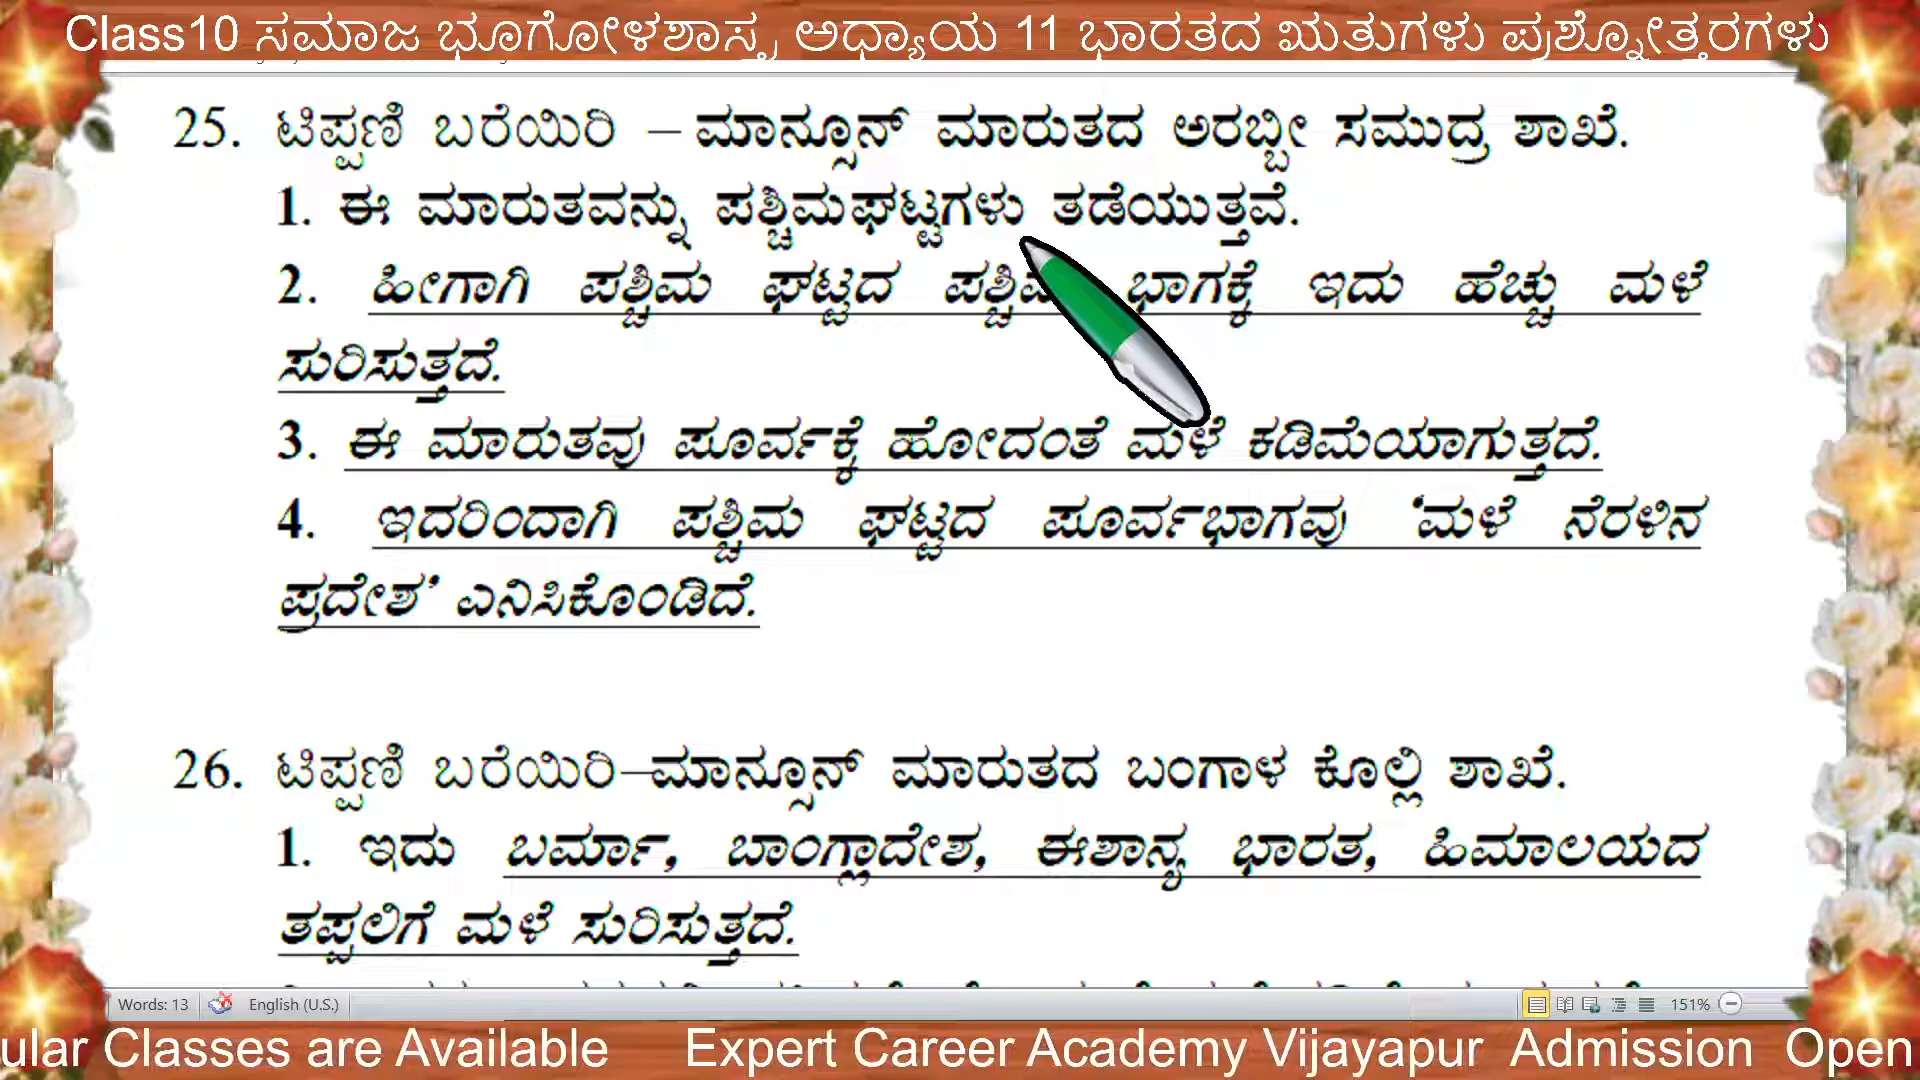 Class10 ಸಮಾಜ ಭೂಗೋಳಶಾಸ್ತ್ರ ಅಧ್ಯಾಯ 11 ಭಾರತದ ಋತುಗಳು ಪ್ರಶ್ನೋತ್ತರಗಳು
25. ಟಿಪ್ಪಣಿ ಬರೆಯಿರಿ – ಮಾನ್ಸೂನ್ ಮಾರುತದ ಅರಬ್ಬೀ ಸಮುದ್ರ ಶಾಖೆ.
1. ಈ ಮಾರುತವನ್ನು ಪಶ್ಚಿಮಘಟ್ಟಗಳು ತಡೆಯುತ್ತವೆ.
2. ಹೀಗಾಗಿ ಪಶ್ಚಿಮ ಘಟ್ಟದ ಪಶ್ಚಿಮ ಭಾಗಕ್ಕೆ ಇದು ಹೆಚ್ಚು ಮಳೆ
ಸುರಿಸುತ್ತದೆ.
3. ಈ ಮಾರುತವು ಪೂರ್ವಕ್ಕೆ ಹೋದಂತೆ ಮಳೆ ಕಡಿಮೆಯಾಗುತ್ತದೆ.
4. ಇದರಿಂದಾಗಿ ಪಶ್ಚಿಮ ಘಟ್ಟದ ಪೂರ್ವಭಾಗವು ‘ಮಳೆ ನೆರಳಿನ
ಪ್ರದೇಶ’ ಎನಿಸಿಕೊಂಡಿದೆ.
26. ಟಿಪ್ಪಣಿ ಬರೆಯಿರಿ–ಮಾನ್ಸೂನ್ ಮಾರುತದ ಬಂಗಾಳ ಕೊಲ್ಲಿ ಶಾಖೆ.
1. ಇದು ಬರ್ಮಾ, ಬಾಂಗ್ಲಾದೇಶ, ಈಶಾನ್ಯ ಭಾರತ, ಹಿಮಾಲಯದ
ತಪ್ಪಲಿಗೆ ಮಳೆ ಸುರಿಸುತ್ತದೆ.
Words: 13 English (U.S.) 151%
ular Classes are Available Expert Career Academy Vijayapur Admission Open